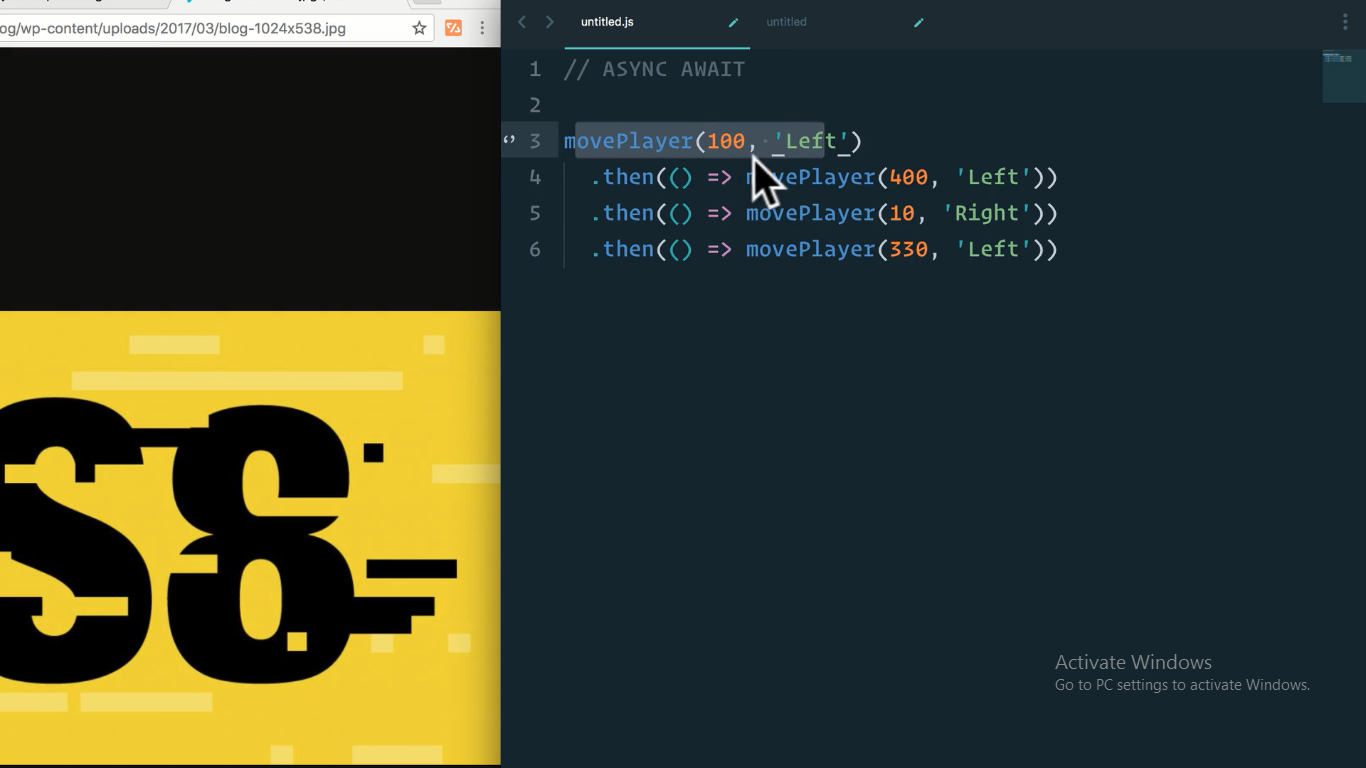 og/wp-content/uploads/2017/03/blog-1024x538.jpg
S8
untitled.js
untitled
1 // ASYNC AWAIT
2
3 movePlayer(100, 'Left')
4 .then(() => movePlayer(400, 'Left'))
5 .then(() => movePlayer(10, 'Right'))
6 .then(() => movePlayer(330, 'Left'))
Activate Windows
Go to PC settings to activate Windows.